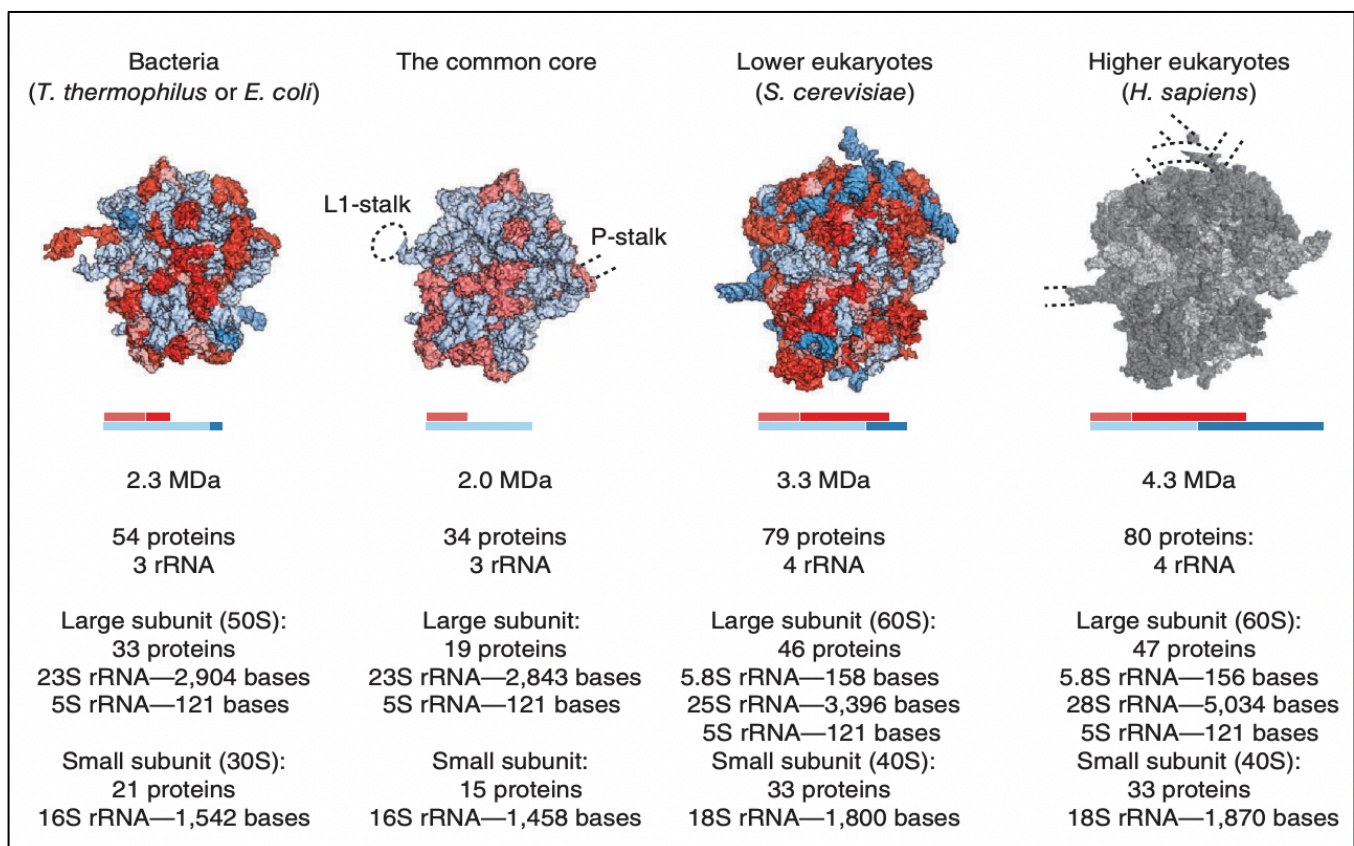 Bacteria
(T. thermophilus or E. coli)
The common core
Lower eukaryotes
(S. cerevisiae)
Higher eukaryotes
(H. sapiens)
L1-stalk
P-stalk
2.3 MDa
2.0 MDa
3.3 MDa
4.3 MDa
54 proteins
3 rRNA
34 proteins
3 rRNA
79 proteins
4 rRNA
80 proteins:
4 rRNA
Large subunit (50S):
33 proteins
23S rRNA—2,904 bases
5S rRNA—121 bases
Large subunit:
19 proteins
23S rRNA—2,843 bases
5S rRNA—121 bases
Large subunit (60S):
46 proteins
5.8S rRNA—158 bases
25S rRNA—3,396 bases
5S rRNA—121 bases
Large subunit (60S):
47 proteins
5.8S rRNA—156 bases
28S rRNA—5,034 bases
5S rRNA—121 bases
Small subunit (30S):
21 proteins
16S rRNA—1,542 bases
Small subunit:
15 proteins
16S rRNA—1,458 bases
Small subunit (40S):
33 proteins
18S rRNA—1,800 bases
Small subunit (40S):
33 proteins
18S rRNA—1,870 bases